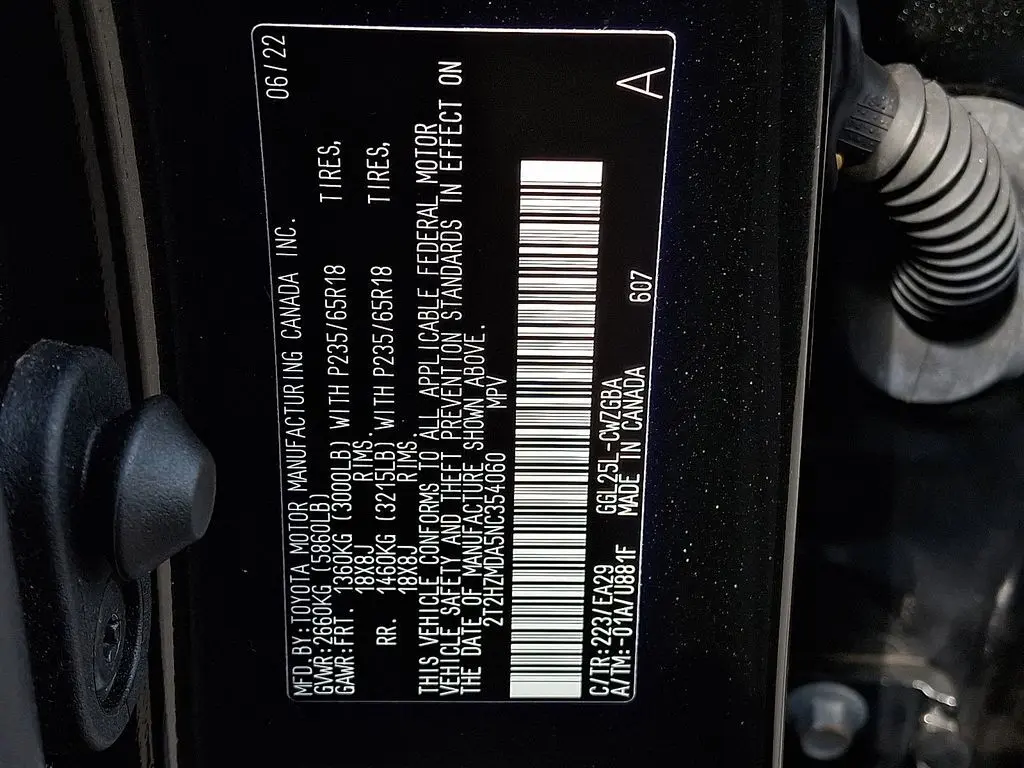 MFD. BY: TOYOTA MOTOR MANUFACTURING CANADA INC. 06/22
GVWR: 2660KG (5860LB)
GAWR: FRT. 1360KG (3000LB) WITH P235/65R18 TIRES,
18X8J RIMS.
RR. 1460KG (3215LB) WITH P235/65R18 TIRES,
18X8J RIMS.
THIS VEHICLE CONFORMS TO ALL APPLICABLE FEDERAL MOTOR
VEHICLE SAFETY AND THEFT PREVENTION STANDARDS IN EFFECT ON
THE DATE OF MANUFACTURE SHOWN ABOVE.
2T2HZMDA5NC354060 MPV
C/TR: 223/EA29 GGL25L-CWZGBA
A/TM: -01A/U881F MADE IN CANADA 607 A